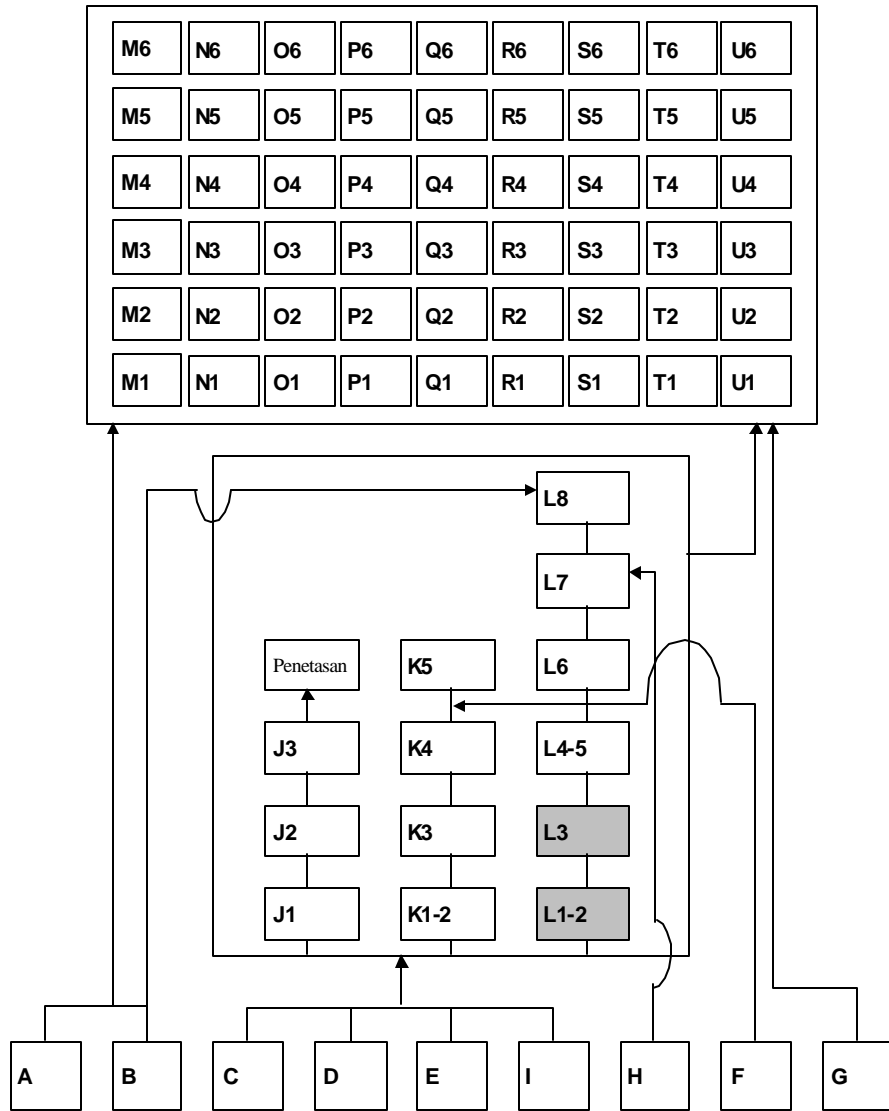 M6 N6 O6 P6 Q6 R6 S6 T6 U6
M5 N5 O5 P5 Q5 R5 S5 T5 U5
M4 N4 O4 P4 Q4 R4 S4 T4 U4
M3 N3 O3 P3 Q3 R3 S3 T3 U3
M2 N2 O2 P2 Q2 R2 S2 T2 U2
M1 N1 O1 P1 Q1 R1 S1 T1 U1
L8
L7
Penetasan K5 L6
J3 K4 L4-5
J2 K3 L3
J1 K1-2 L1-2
A B C D E I H F G